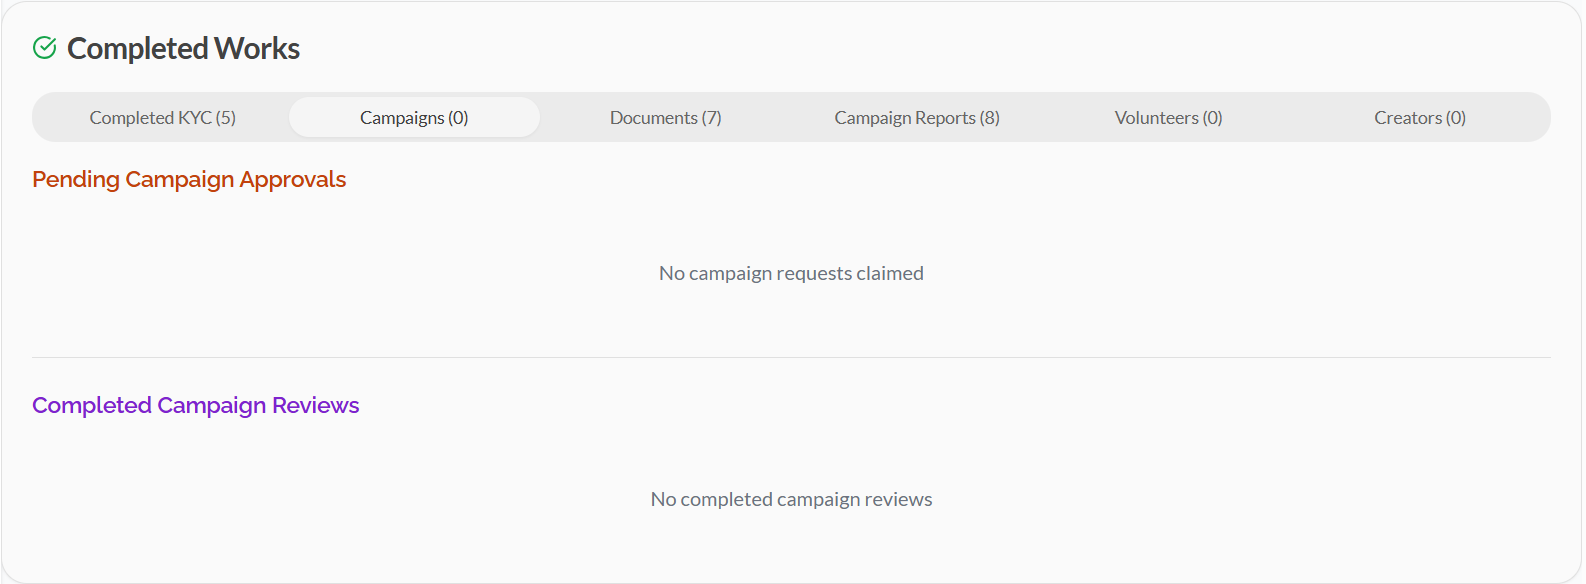 Completed Works
Completed KYC (5) Campaigns (0) Documents (7) Campaign Reports (8) Volunteers (0) Creators (0)
Pending Campaign Approvals
No campaign requests claimed
Completed Campaign Reviews
No completed campaign reviews